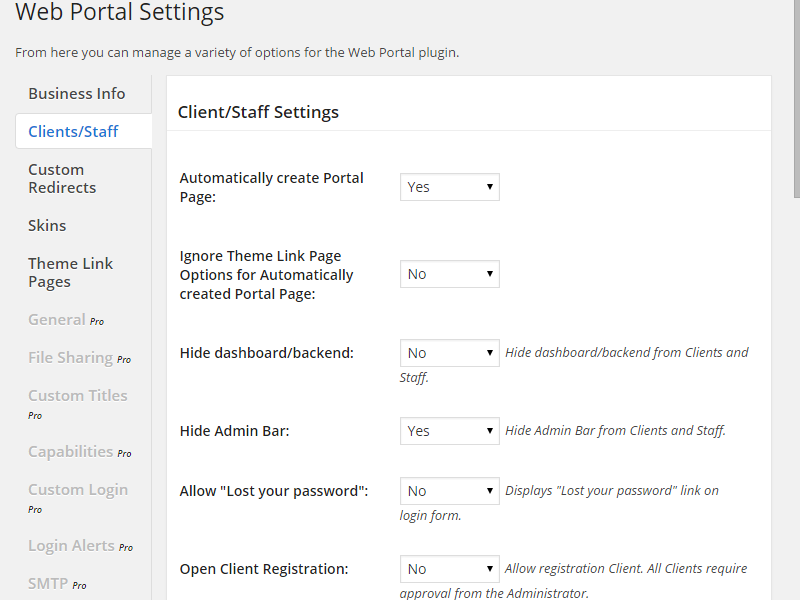 Web Portal Settings
From here you can manage a variety of options for the Web Portal plugin.
Business Info
Clients/Staff
Custom
Redirects
Skins
Theme Link
Pages
General Pro
File Sharing Pro
Custom Titles
Pro
Capabilities Pro
Custom Login
Pro
Login Alerts Pro
SMTP Pro
Client/Staff Settings
Automatically create Portal
Page:
Yes
Ignore Theme Link Page
Options for Automatically
created Portal Page:
No
Hide dashboard/backend:
No Hide dashboard/backend from Clients and
Staff.
Hide Admin Bar:
Yes Hide Admin Bar from Clients and Staff.
Allow "Lost your password":
No Displays "Lost your password" link on
login form.
Open Client Registration:
No Allow registration Client. All Clients require
approval from the Administrator.